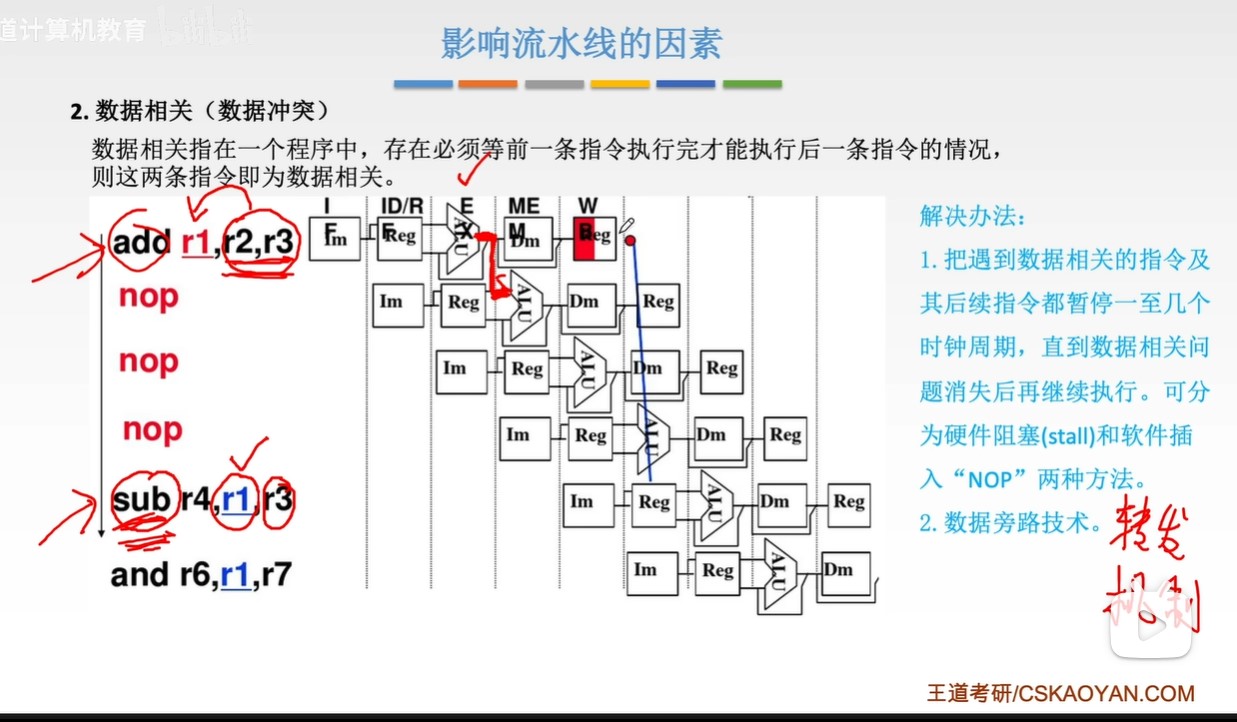 道计算机教育
影响流水线的因素
2. 数据相关（数据冲突）
数据相关指在一个程序中，存在必须等前一条指令执行完才能执行后一条指令的情况，
则这两条指令即为数据相关。
I ID/R E ME W
F F X M B
add r1,r2,r3
Im Reg ALU Dm Reg
nop
Im Reg ALU Dm Reg
nop
Im Reg ALU Dm Reg
nop
Im Reg ALU Dm Reg
sub r4,r1,r3
Im Reg ALU Dm Reg
and r6,r1,r7
Im Reg ALU Dm
解决办法:
1. 把遇到数据相关的指令及
其后续指令都暂停一至几个
时钟周期，直到数据相关问
题消失后再继续执行。可分
为硬件阻塞(stall)和软件插
入“NOP”两种方法。
2. 数据旁路技术。
转发
机制
王道考研/CSKAOYAN.COM